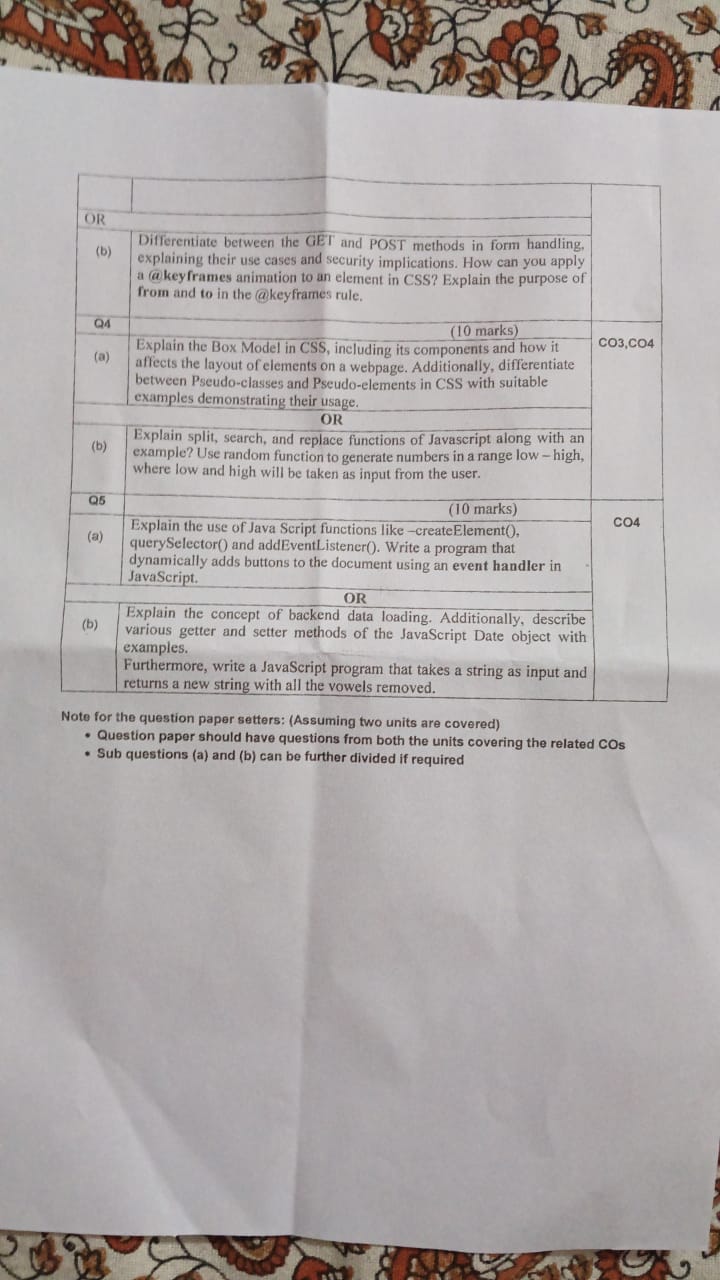 OR
(b)
Differentiate between the GET and POST methods in form handling,
explaining their use cases and security implications. How can you apply
a @keyframes animation to an element in CSS? Explain the purpose of
from and to in the @keyframes rule.
Q4
(10 marks)
CO3,CO4
(a)
Explain the Box Model in CSS, including its components and how it
affects the layout of elements on a webpage. Additionally, differentiate
between Pseudo-classes and Pseudo-elements in CSS with suitable
examples demonstrating their usage.
OR
(b)
Explain split, search, and replace functions of Javascript along with an
example? Use random function to generate numbers in a range low – high,
where low and high will be taken as input from the user.
Q5
(10 marks)
CO4
(a)
Explain the use of Java Script functions like –createElement(),
querySelector() and addEventListener(). Write a program that
dynamically adds buttons to the document using an event handler in
JavaScript.
OR
(b)
Explain the concept of backend data loading. Additionally, describe
various getter and setter methods of the JavaScript Date object with
examples.
Furthermore, write a JavaScript program that takes a string as input and
returns a new string with all the vowels removed.
Note for the question paper setters: (Assuming two units are covered)
• Question paper should have questions from both the units covering the related COs
• Sub questions (a) and (b) can be further divided if required